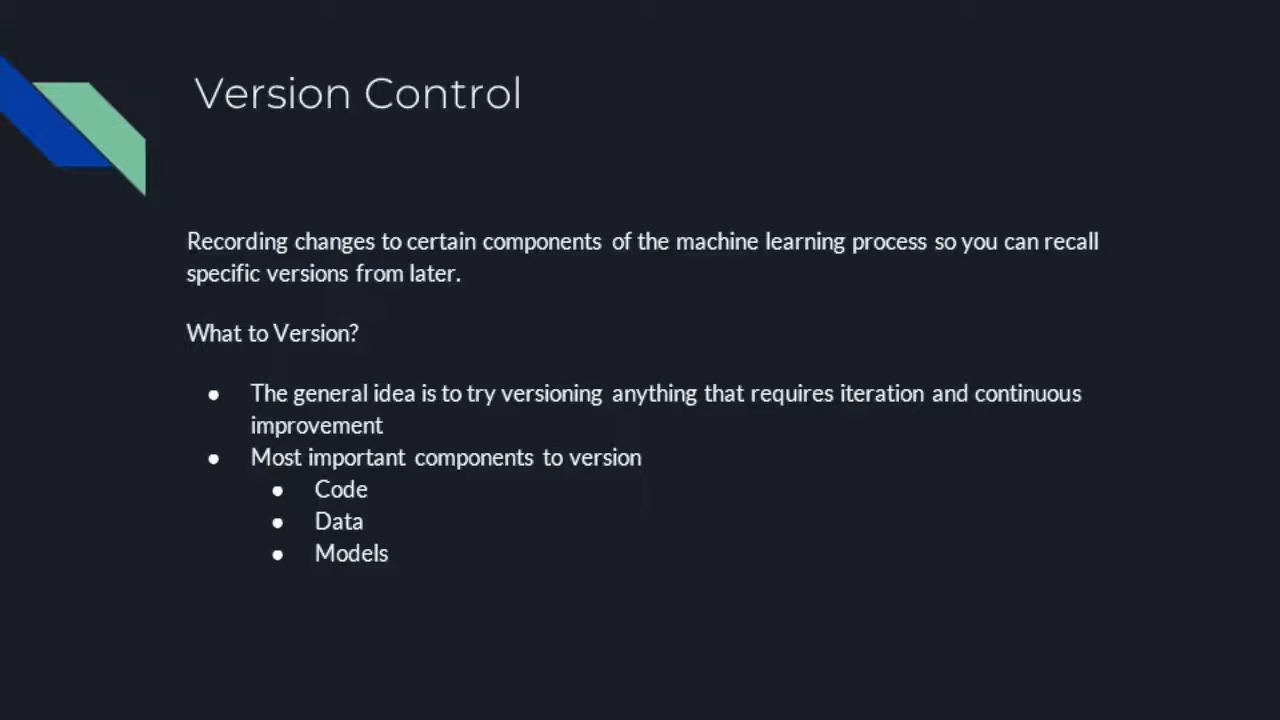 Version Control
Recording changes to certain components of the machine learning process so you can recall
specific versions from later.
What to Version?
● The general idea is to try versioning anything that requires iteration and continuous
improvement
● Most important components to version
● Code
● Data
● Models